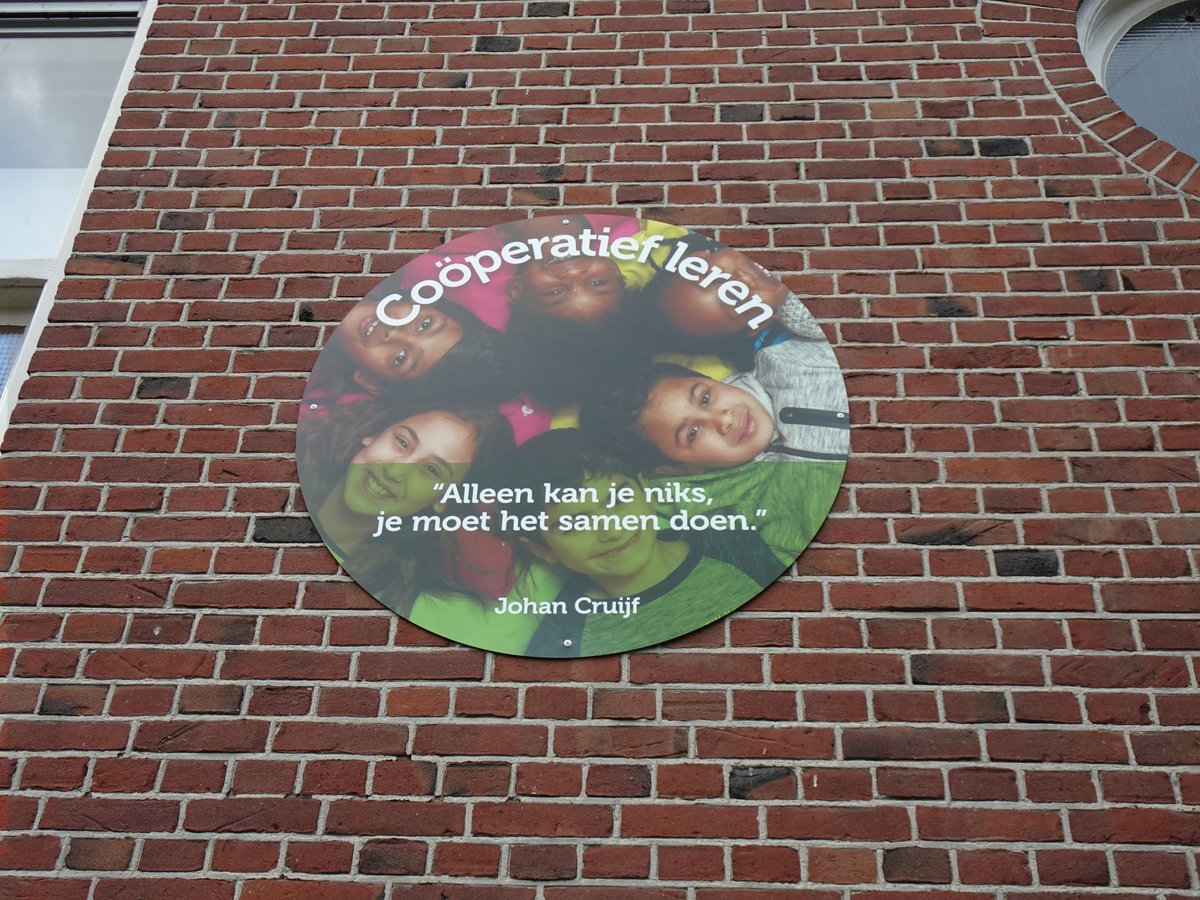 Coöperatief leren
“Alleen kan je niks,
je moet het samen doen.”
Johan Cruijf